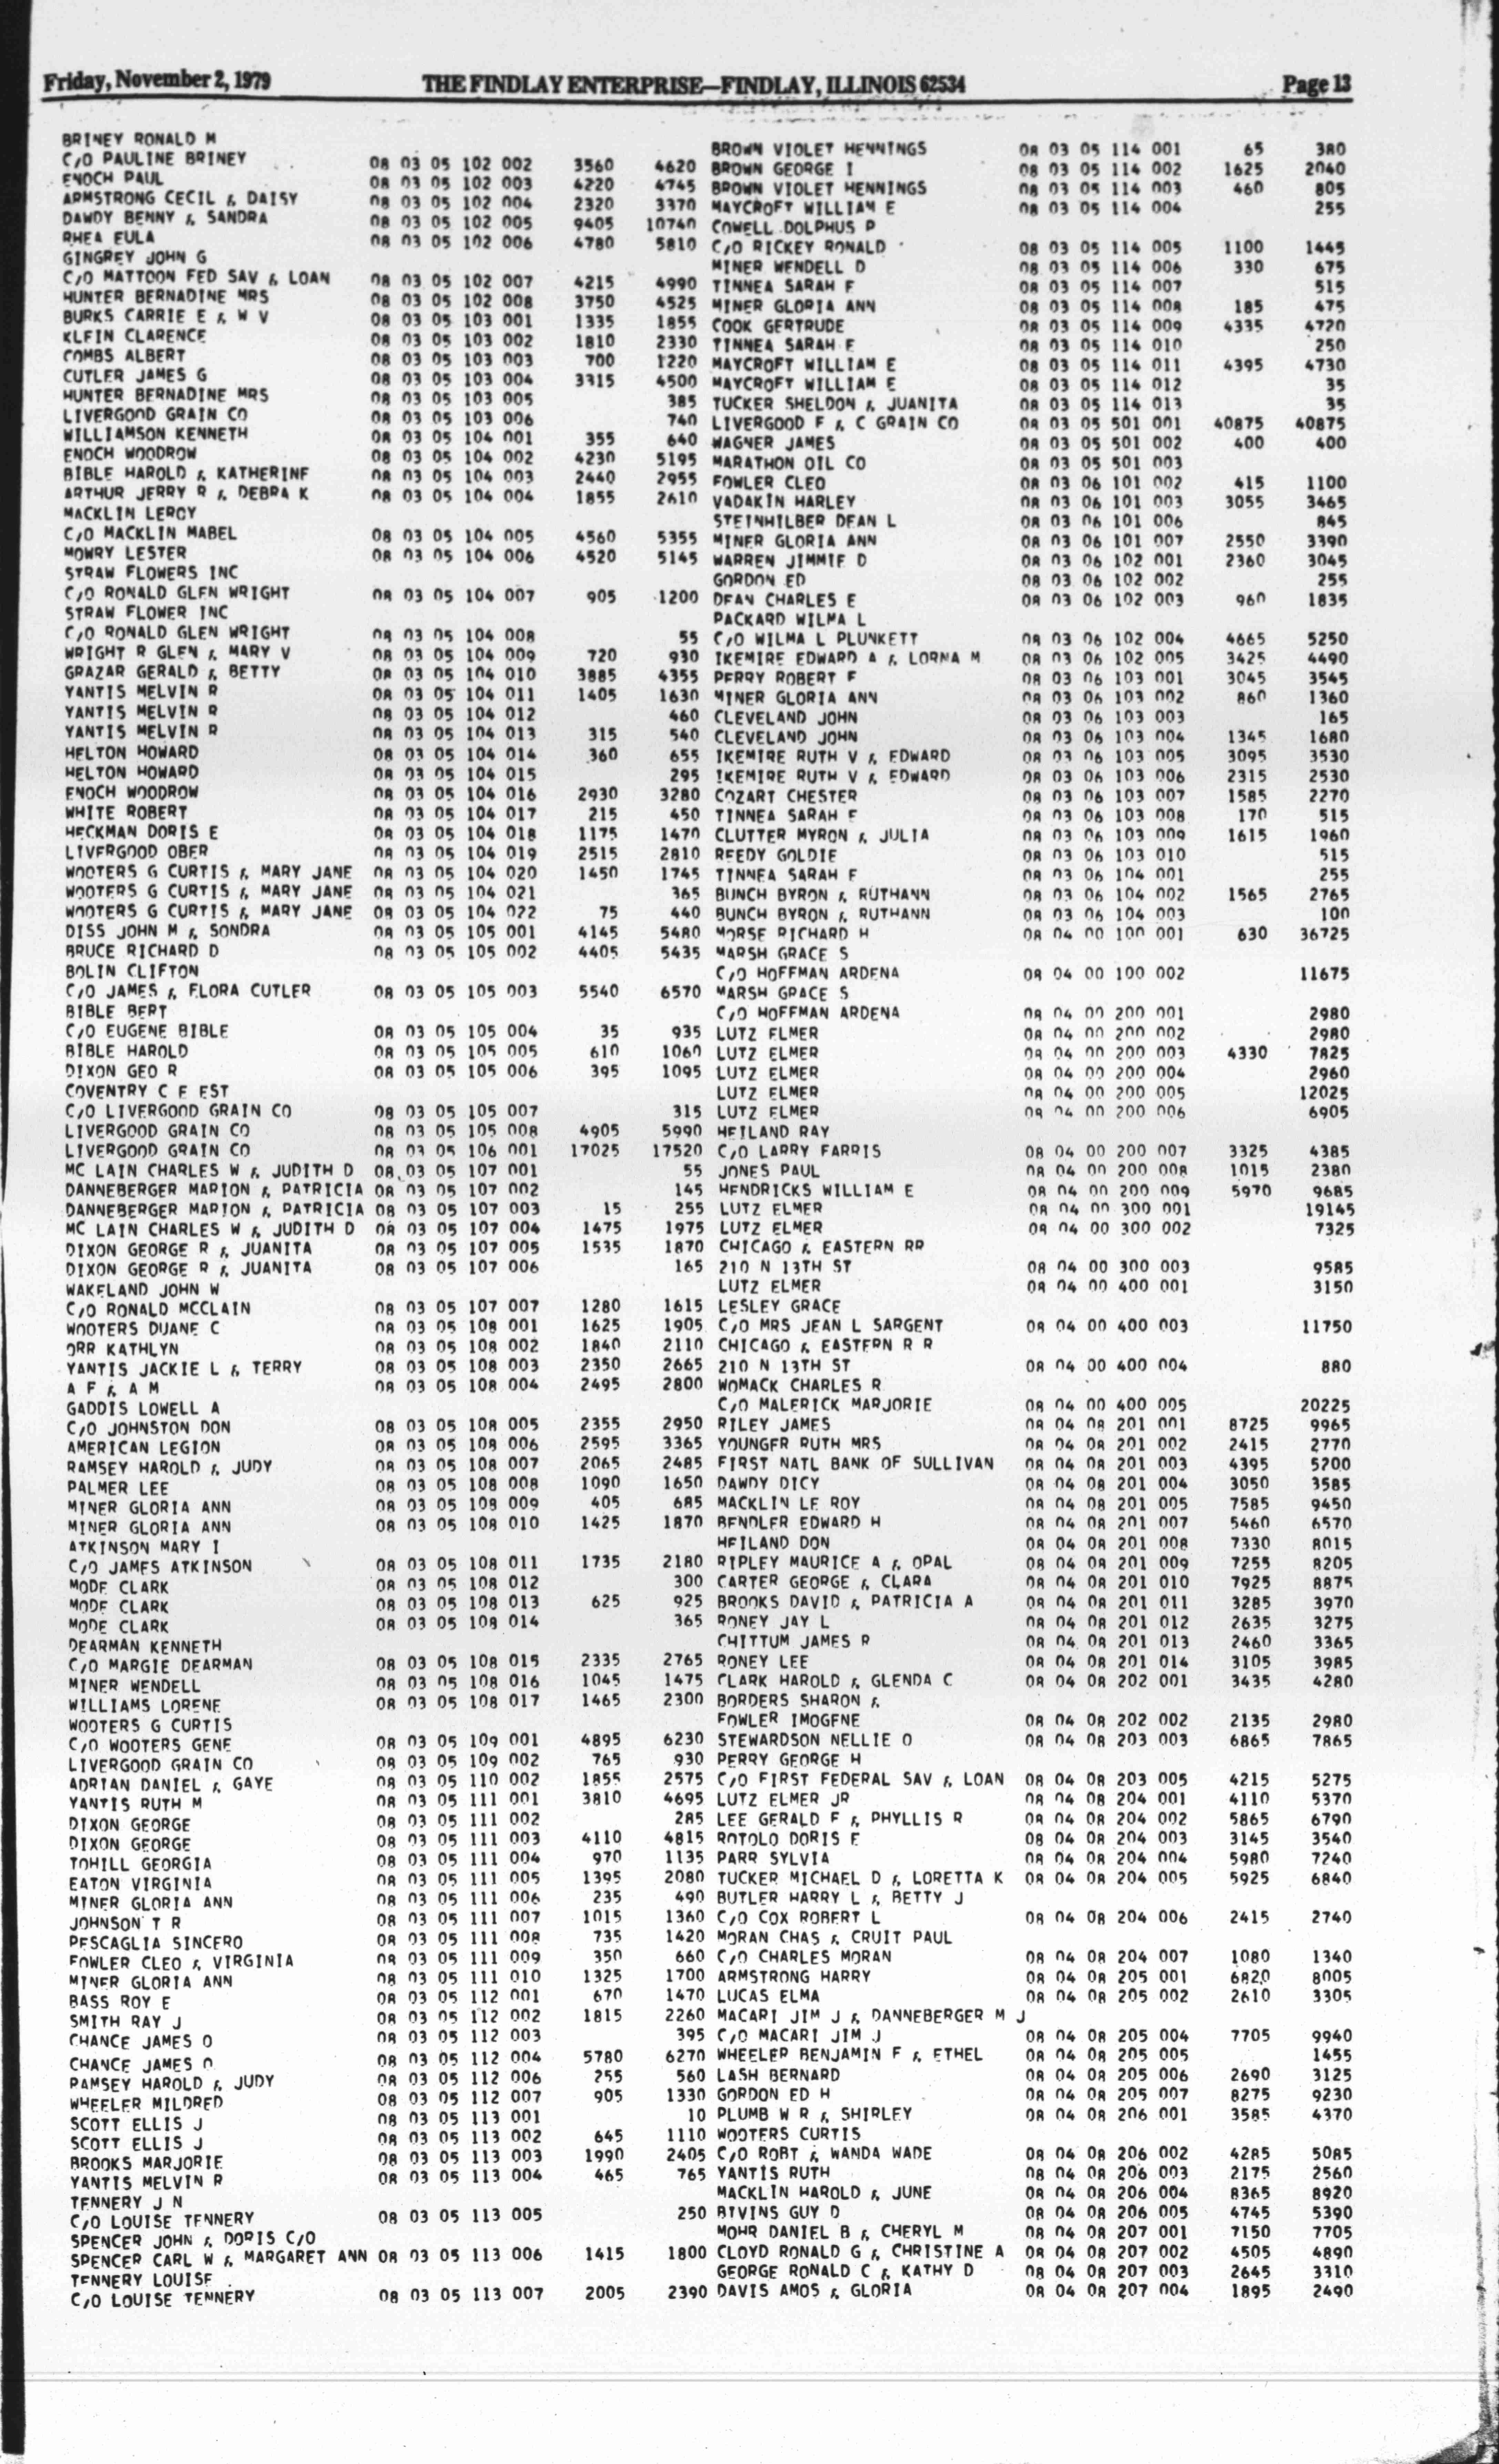 Friday, November 2, 1979 THE FINDLAY ENTERPRISE—FINDLAY, ILLINOIS 62534 Page 13
BRINEY RONALD M
C/O PAULINE BRINEY 08 03 05 102 002 3560 4620
ENOCH PAUL 08 03 05 102 003 4220 4745
ARMSTRONG CECIL & DAISY 08 03 05 102 004 2320 3370
DAWDY BENNY & SANDRA 08 03 05 102 005 9405 10740
RHEA EULA 08 03 05 102 006 4780 5810
GINGREY JOHN G
C/O MATTOON FED SAV & LOAN 08 03 05 102 007 4215 4990
HUNTER BERNADINE MRS 08 03 05 102 008 3750 4525
BURKS CARRIE E & W V 08 03 05 103 001 1335 1855
KLEIN CLARENCE 08 03 05 103 002 1810 2330
COMBS ALBERT 08 03 05 103 003 700 1220
CUTLER JAMES G 08 03 05 103 004 3315 4500
HUNTER BERNADINE MRS 08 03 05 103 005 385
LIVERGOOD GRAIN CO 08 03 05 103 006 740
WILLIAMSON KENNETH 08 03 05 104 001 355 640
ENOCH WOODROW 08 03 05 104 002 4230 5195
BIBLE HAROLD & KATHERINE 08 03 05 104 003 2440 2955
ARTHUR JERRY R & DEBRA K 08 03 05 104 004 1855 2610
MACKLIN LEROY
C/O MACKLIN MABEL 08 03 05 104 005 4560 5355
MOWRY LESTER 08 03 05 104 006 4520 5145
STRAW FLOWERS INC
C/O RONALD GLEN WRIGHT 08 03 05 104 007 905 1200
STRAW FLOWER INC
C/O RONALD GLEN WRIGHT 08 03 05 104 008 55
WRIGHT R GLEN & MARY V 08 03 05 104 009 720 930
GRAZAR GERALD & BETTY 08 03 05 104 010 3885 4355
YANTIS MELVIN R 08 03 05 104 011 1405 1630
YANTIS MELVIN R 08 03 05 104 012 460
YANTIS MELVIN R 08 03 05 104 013 315 540
HELTON HOWARD 08 03 05 104 014 360 655
HELTON HOWARD 08 03 05 104 015 295
ENOCH WOODROW 08 03 05 104 016 2930 3280
WHITE ROBERT 08 03 05 104 017 215 450
HECKMAN DORIS E 08 03 05 104 018 1175 1470
LIVERGOOD OBER 08 03 05 104 019 2515 2810
WOOTERS G CURTIS & MARY JANE 08 03 05 104 020 1450 1745
WOOTERS G CURTIS & MARY JANE 08 03 05 104 021 365
WOOTERS G CURTIS & MARY JANE 08 03 05 104 022 75 440
DISS JOHN M & SONDRA 08 03 05 105 001 4145 5480
BRUCE RICHARD D 08 03 05 105 002 4405 5435
BOLIN CLIFTON
C/O JAMES & FLORA CUTLER 08 03 05 105 003 5540 6570
BIBLE BERT
C/O EUGENE BIBLE 08 03 05 105 004 35 935
BIBLE HAROLD 08 03 05 105 005 610 1060
DIXON GEO R 08 03 05 105 006 395 1095
COVENTRY C F EST
C/O LIVERGOOD GRAIN CO 08 03 05 105 007 315
LIVERGOOD GRAIN CO 08 03 05 105 008 4905 5990
LIVERGOOD GRAIN CO 08 03 05 106 001 17025 17520
MC LAIN CHARLES W & JUDITH D 08 03 05 107 001 55
DANNEBERGER MARION & PATRICIA 08 03 05 107 002 145
DANNEBERGER MARION & PATRICIA 08 03 05 107 003 15 255
MC LAIN CHARLES W & JUDITH D 08 03 05 107 004 1475 1975
DIXON GEORGE R & JUANITA 08 03 05 107 005 1535 1870
DIXON GEORGE R & JUANITA 08 03 05 107 006 165
WAKELAND JOHN W
C/O RONALD MCCLAIN 08 03 05 107 007 1280 1615
WOOTERS DUANE C 08 03 05 108 001 1625 1905
ORR KATHLYN 08 03 05 108 002 1840 2110
YANTIS JACKIE L & TERRY 08 03 05 108 003 2350 2665
A F & A M 08 03 05 108 004 2495 2800
GADDIS LOWELL A
C/O JOHNSTON DON 08 03 05 108 005 2355 2950
AMERICAN LEGION 08 03 05 108 006 2595 3365
RAMSEY HAROLD & JUDY 08 03 05 108 007 2065 2485
PALMER LEE 08 03 05 108 008 1090 1650
MINER GLORIA ANN 08 03 05 108 009 405 685
MINER GLORIA ANN 08 03 05 108 010 1425 1870
ATKINSON MARY I
C/O JAMES ATKINSON 08 03 05 108 011 1735 2180
MODE CLARK 08 03 05 108 012 300
MODE CLARK 08 03 05 108 013 625 925
MODE CLARK 08 03 05 108 014 365
DEARMAN KENNETH
C/O MARGIE DEARMAN 08 03 05 108 015 2335 2765
MINER WENDELL 08 03 05 108 016 1045 1475
WILLIAMS LORENE 08 03 05 108 017 1465 2300
WOOTERS G CURTIS
C/O WOOTERS GENE 08 03 05 109 001 4895 6230
LIVERGOOD GRAIN CO 08 03 05 109 002 765 930
ADRIAN DANIEL & GAYE 08 03 05 110 002 1855 2575
YANTIS RUTH M 08 03 05 111 001 3810 4695
DIXON GEORGE 08 03 05 111 002 285
DIXON GEORGE 08 03 05 111 003 4110 4815
TOHILL GEORGIA 08 03 05 111 004 970 1135
EATON VIRGINIA 08 03 05 111 005 1395 2080
MINER GLORIA ANN 08 03 05 111 006 235 490
JOHNSON T R 08 03 05 111 007 1015 1360
PESCAGLIA SINCERO 08 03 05 111 008 735 1420
FOWLER CLEO & VIRGINIA 08 03 05 111 009 350 660
MINER GLORIA ANN 08 03 05 111 010 1325 1700
BASS ROY E 08 03 05 112 001 670 1470
SMITH RAY J 08 03 05 112 002 1815 2260
CHANCE JAMES O 08 03 05 112 003 395
CHANCE JAMES O 08 03 05 112 004 5780 6270
RAMSEY HAROLD & JUDY 08 03 05 112 006 255 560
WHEELER MILDRED 08 03 05 112 007 905 1330
SCOTT ELLIS J 08 03 05 113 001 10
SCOTT ELLIS J 08 03 05 113 002 645 1110
BROOKS MARJORIE 08 03 05 113 003 1990 2405
YANTIS MELVIN R 08 03 05 113 004 465 765
TENNERY J N
C/O LOUISE TENNERY 08 03 05 113 005 250
SPENCER JOHN & DORIS C/O
SPENCER CARL W & MARGARET ANN 08 03 05 113 006 1415 1800
TENNERY LOUISE
C/O LOUISE TENNERY 08 03 05 113 007 2005 2390
BROWN VIOLET HENNINGS 08 03 05 114 001 65 380
BROWN GEORGE I 08 03 05 114 002 1625 2040
BROWN VIOLET HENNINGS 08 03 05 114 003 460 805
MAYCROFT WILLIAM E 08 03 05 114 004 255
COWELL DOLPHUS P
C/O RICKEY RONALD 08 03 05 114 005 1100 1445
MINER WENDELL D 08 03 05 114 006 330 675
TINNEA SARAH F 08 03 05 114 007 515
MINER GLORIA ANN 08 03 05 114 008 185 475
COOK GERTRUDE 08 03 05 114 009 4335 4720
TINNEA SARAH F 08 03 05 114 010 250
MAYCROFT WILLIAM E 08 03 05 114 011 4395 4730
MAYCROFT WILLIAM E 08 03 05 114 012 35
TUCKER SHELDON & JUANITA 08 03 05 114 013 35
LIVERGOOD F & C GRAIN CO 08 03 05 501 001 40875 40875
WAGNER JAMES 08 03 05 501 002 400 400
MARATHON OIL CO 08 03 05 501 003
FOWLER CLEO 08 03 06 101 002 415 1100
VADAKIN HARLEY 08 03 06 101 003 3055 3465
STEINHILBER DEAN L 08 03 06 101 006 845
MINER GLORIA ANN 08 03 06 101 007 2550 3390
WARREN JIMMIE D 08 03 06 102 001 2360 3045
GORDON ED 08 03 06 102 002 255
DEAN CHARLES E 08 03 06 102 003 960 1835
PACKARD WILMA L
C/O WILMA L PLUNKETT 08 03 06 102 004 4665 5250
IKEMIRE EDWARD A & LORNA M 08 03 06 102 005 3425 4490
PERRY ROBERT F 08 03 06 103 001 3045 3545
MINER GLORIA ANN 08 03 06 103 002 860 1360
CLEVELAND JOHN 08 03 06 103 003 165
CLEVELAND JOHN 08 03 06 103 004 1345 1680
IKEMIRE RUTH V & EDWARD 08 03 06 103 005 3095 3530
IKEMIRE RUTH V & EDWARD 08 03 06 103 006 2315 2530
COZART CHESTER 08 03 06 103 007 1585 2270
TINNEA SARAH F 08 03 06 103 008 170 515
CLUTTER MYRON & JULIA 08 03 06 103 009 1615 1960
REEDY GOLDIE 08 03 06 103 010 515
TINNEA SARAH F 08 03 06 104 001 255
BUNCH BYRON & RUTHANN 08 03 06 104 002 1565 2765
BUNCH BYRON & RUTHANN 08 03 06 104 003 100
MORSE RICHARD H 08 04 00 100 001 630 36725
MARSH GRACE S
C/O HOFFMAN ARDENA 08 04 00 100 002 11675
MARSH GRACE S
C/O HOFFMAN ARDENA 08 04 00 200 001 2980
LUTZ ELMER 08 04 00 200 002 2980
LUTZ ELMER 08 04 00 200 003 4330 7825
LUTZ ELMER 08 04 00 200 004 2960
LUTZ ELMER 08 04 00 200 005 12025
LUTZ ELMER 08 04 00 200 006 6905
HEILAND RAY
C/O LARRY FARRIS 08 04 00 200 007 3325 4385
JONES PAUL 08 04 00 200 008 1015 2380
HENDRICKS WILLIAM E 08 04 00 200 009 5970 9685
LUTZ ELMER 08 04 00 300 001 19145
LUTZ ELMER 08 04 00 300 002 7325
CHICAGO & EASTERN RR
210 N 13TH ST 08 04 00 300 003 9585
LUTZ ELMER 08 04 00 400 001 3150
LESLEY GRACE
C/O MRS JEAN L SARGENT 08 04 00 400 003 11750
CHICAGO & EASTERN R R
210 N 13TH ST 08 04 00 400 004 880
WOMACK CHARLES R
C/O MALERICK MARJORIE 08 04 00 400 005 20225
RILEY JAMES 08 04 08 201 001 8725 9965
YOUNGER RUTH MRS 08 04 08 201 002 2415 2770
FIRST NATL BANK OF SULLIVAN 08 04 08 201 003 4395 5200
DAWDY DICY 08 04 08 201 004 3050 3585
MACKLIN LE ROY 08 04 08 201 005 7585 9450
BENDLER EDWARD H 08 04 08 201 007 5460 6570
HEILAND DON 08 04 08 201 008 7330 8015
RIPLEY MAURICE A & OPAL 08 04 08 201 009 7255 8205
CARTER GEORGE & CLARA 08 04 08 201 010 7925 8875
BROOKS DAVID & PATRICIA A 08 04 08 201 011 3285 3970
RONEY JAY L 08 04 08 201 012 2635 3275
CHITTUM JAMES R 08 04 08 201 013 2460 3365
RONEY LEE 08 04 08 201 014 3105 3985
CLARK HAROLD & GLENDA C 08 04 08 202 001 3435 4280
BORDERS SHARON &
FOWLER IMOGENE 08 04 08 202 002 2135 2980
STEWARDSON NELLIE O 08 04 08 203 003 6865 7865
PERRY GEORGE H
C/O FIRST FEDERAL SAV & LOAN 08 04 08 203 005 4215 5275
LUTZ ELMER JR 08 04 08 204 001 4110 5370
LEE GERALD F & PHYLLIS R 08 04 08 204 002 5865 6790
ROTOLO DORIS E 08 04 08 204 003 3145 3540
PARR SYLVIA 08 04 08 204 004 5980 7240
TUCKER MICHAEL D & LORETTA K 08 04 08 204 005 5925 6840
BUTLER HARRY L & BETTY J
C/O COX ROBERT L 08 04 08 204 006 2415 2740
MORAN CHAS & CRUIT PAUL
C/O CHARLES MORAN 08 04 08 204 007 1080 1340
ARMSTRONG HARRY 08 04 08 205 001 6820 8005
LUCAS ELMA 08 04 08 205 002 2610 3305
MACARI JIM J & DANNEBERGER M J
C/O MACARI JIM J 08 04 08 205 004 7705 9940
WHEELER BENJAMIN F & ETHEL 08 04 08 205 005 1455
LASH BERNARD 08 04 08 205 006 2690 3125
GORDON ED H 08 04 08 205 007 8275 9230
PLUMB W R & SHIRLEY 08 04 08 206 001 3585 4370
WOOTERS CURTIS
C/O ROBT & WANDA WADE 08 04 08 206 002 4285 5085
YANTIS RUTH 08 04 08 206 003 2175 2560
MACKLIN HAROLD & JUNE 08 04 08 206 004 8365 8920
BIVINS GUY D 08 04 08 206 005 4745 5390
MOHR DANIEL B & CHERYL M 08 04 08 207 001 7150 7705
CLOYD RONALD G & CHRISTINE A 08 04 08 207 002 4505 4890
GEORGE RONALD C & KATHY D 08 04 08 207 003 2645 3310
DAVIS AMOS & GLORIA 08 04 08 207 004 1895 2490